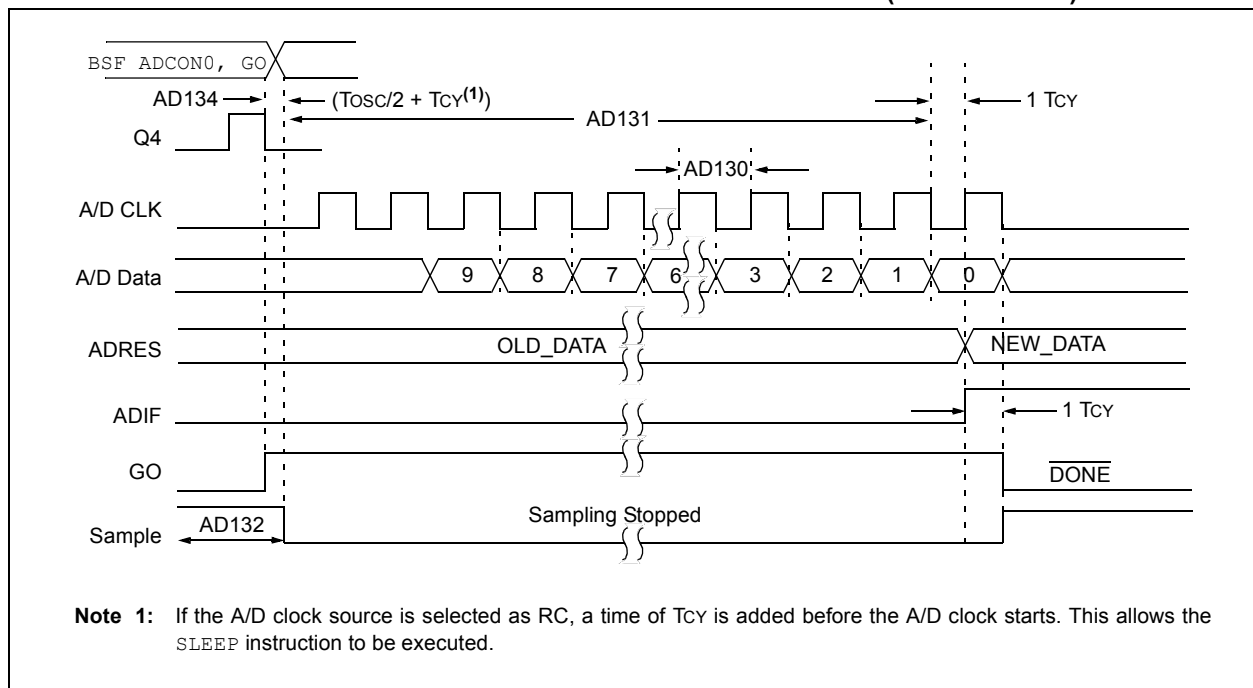 BSF ADCON0, GO
AD134
(TOSC/2 + TCY(1))
1 TCY
AD131
Q4
AD130
A/D CLK
A/D Data
9 8 7 6 3 2 1 0
ADRES
OLD_DATA
NEW_DATA
ADIF
1 TCY
GO
DONE
Sample
AD132
Sampling Stopped
Note 1: If the A/D clock source is selected as RC, a time of TCY is added before the A/D clock starts. This allows the
SLEEP instruction to be executed.